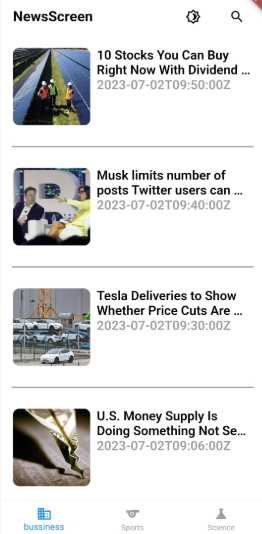 NewsScreen
10 Stocks You Can Buy
Right Now With Dividend ...
2023-07-02T09:50:00Z
Musk limits number of
posts Twitter users can ...
2023-07-02T09:40:00Z
Tesla Deliveries to Show
Whether Price Cuts Are ...
2023-07-02T09:30:00Z
U.S. Money Supply Is
Doing Something Not Se...
2023-07-02T09:06:00Z
bussiness
Sports
Science